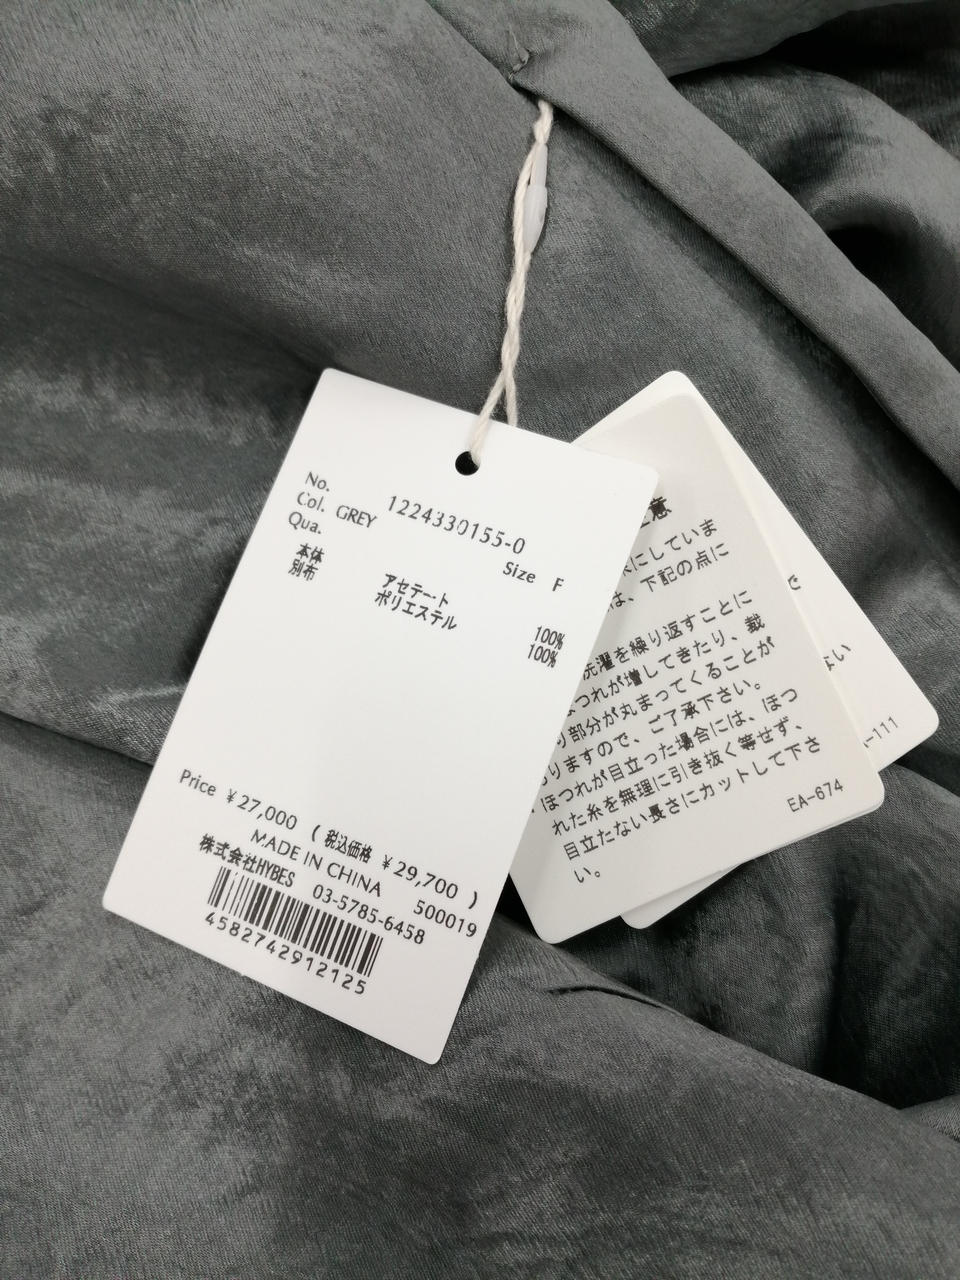 No. 1224330155-0
Col. GREY Size F
Qua.
本体 アセテート 100%
別布 ポリエステル 100%
Price ¥27,000 (税込価格 ¥29,700)
MADE IN CHINA 500019
株式会社HYBES 03-5785-6458
4582742912125
意
にしていま
は、下記の点に
洗濯を繰り返すことに
つれが増してきたり、裁
り部分が丸まってくることが
りますので、ご了承下さい。
ほつれが目立った場合には、ほつ
れた糸を無理に引き抜く等せず、
目立たない長さにカットして下さ
い。
EA-674
で
ない
-111